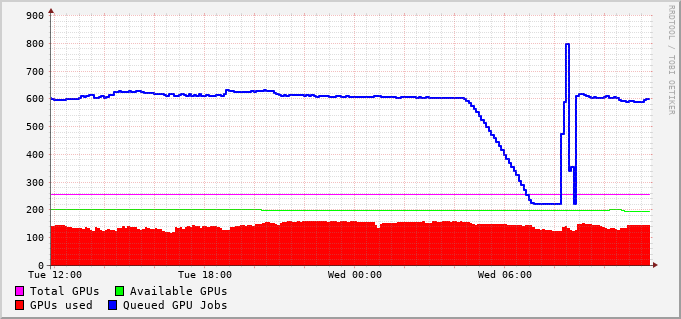 900
800
700
600
500
400
300
200
100
0
Tue 12:00 Tue 18:00 Wed 00:00 Wed 06:00
RRDTOOL / TOBI OETIKER
Total GPUs Available GPUs
GPUs used Queued GPU Jobs